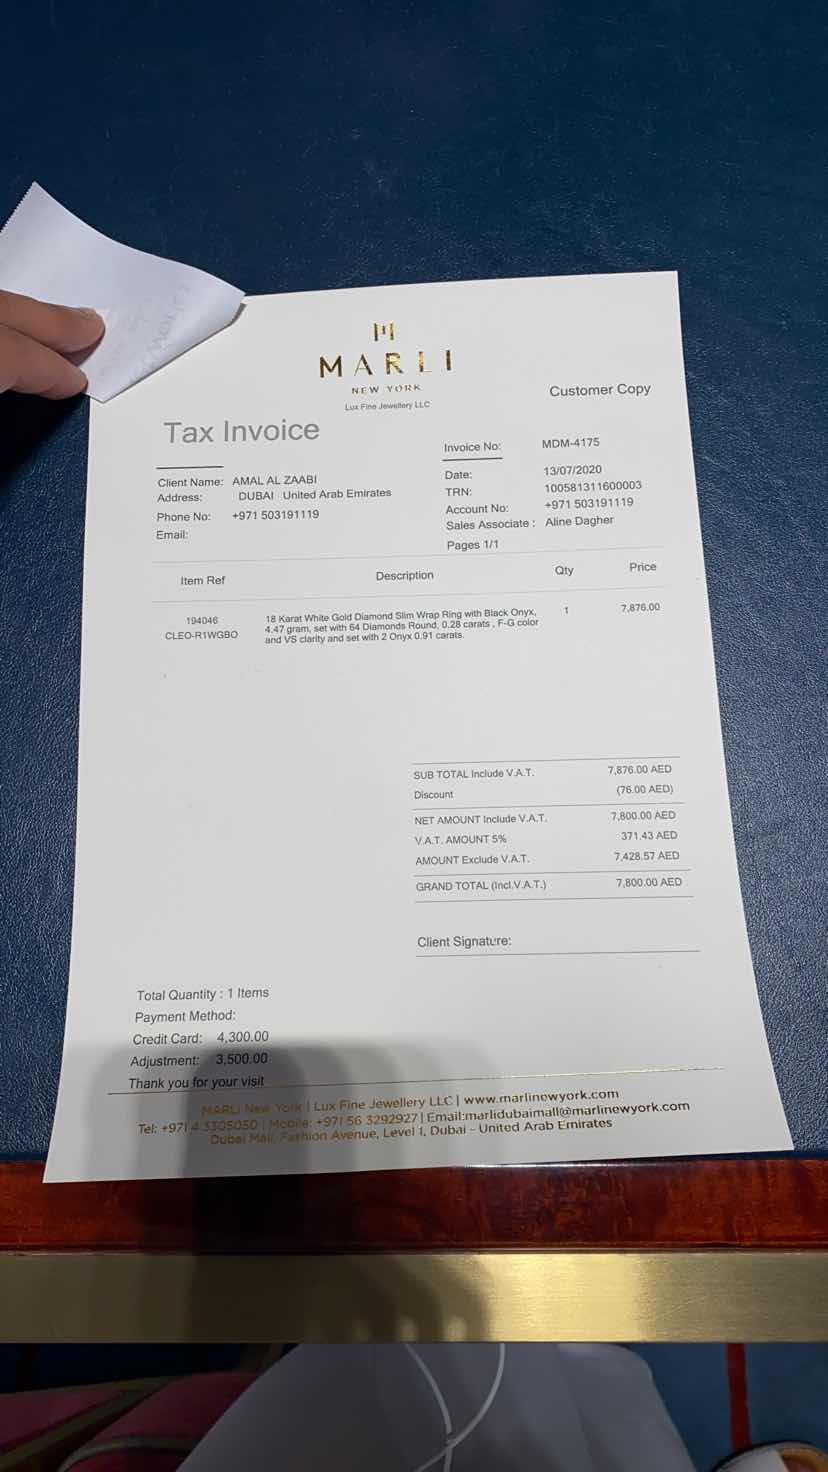 MARLI
NEW YORK
Lux Fine Jewellery LLC
Customer Copy
Tax Invoice
Invoice No: MDM-4175
Client Name: AMAL AL ZAABI
Address: DUBAI United Arab Emirates
Phone No: +971 503191119
Email:
Date: 13/07/2020
TRN: 100581311600003
Account No: +971 503191119
Sales Associate : Aline Dagher
Pages 1/1
Item Ref Description Qty Price
194046 18 Karat White Gold Diamond Slim Wrap Ring with Black Onyx, 1 7,876.00
CLEO-R1WGBO 4.47 gram, set with 64 Diamonds Round, 0.28 carats , F-G color
and VS clarity and set with 2 Onyx 0.91 carats.
SUB TOTAL Include V.A.T. 7,876.00 AED
Discount (76.00 AED)
NET AMOUNT Include V.A.T. 7,800.00 AED
V.A.T. AMOUNT 5% 371.43 AED
AMOUNT Exclude V.A.T. 7,428.57 AED
GRAND TOTAL (Incl.V.A.T.) 7,800.00 AED
Client Signature:
Total Quantity : 1 Items
Payment Method:
Credit Card: 4,300.00
Adjustment: 3,500.00
Thank you for your visit
MARLI New York | Lux Fine Jewellery LLC | www.marlinewyork.com
Tel: +971 4 3305050 | Mobile: +971 56 3292927 | Email:marlidubaimall@marlinewyork.com
Dubai Mall, Fashion Avenue, Level 1, Dubai - United Arab Emirates